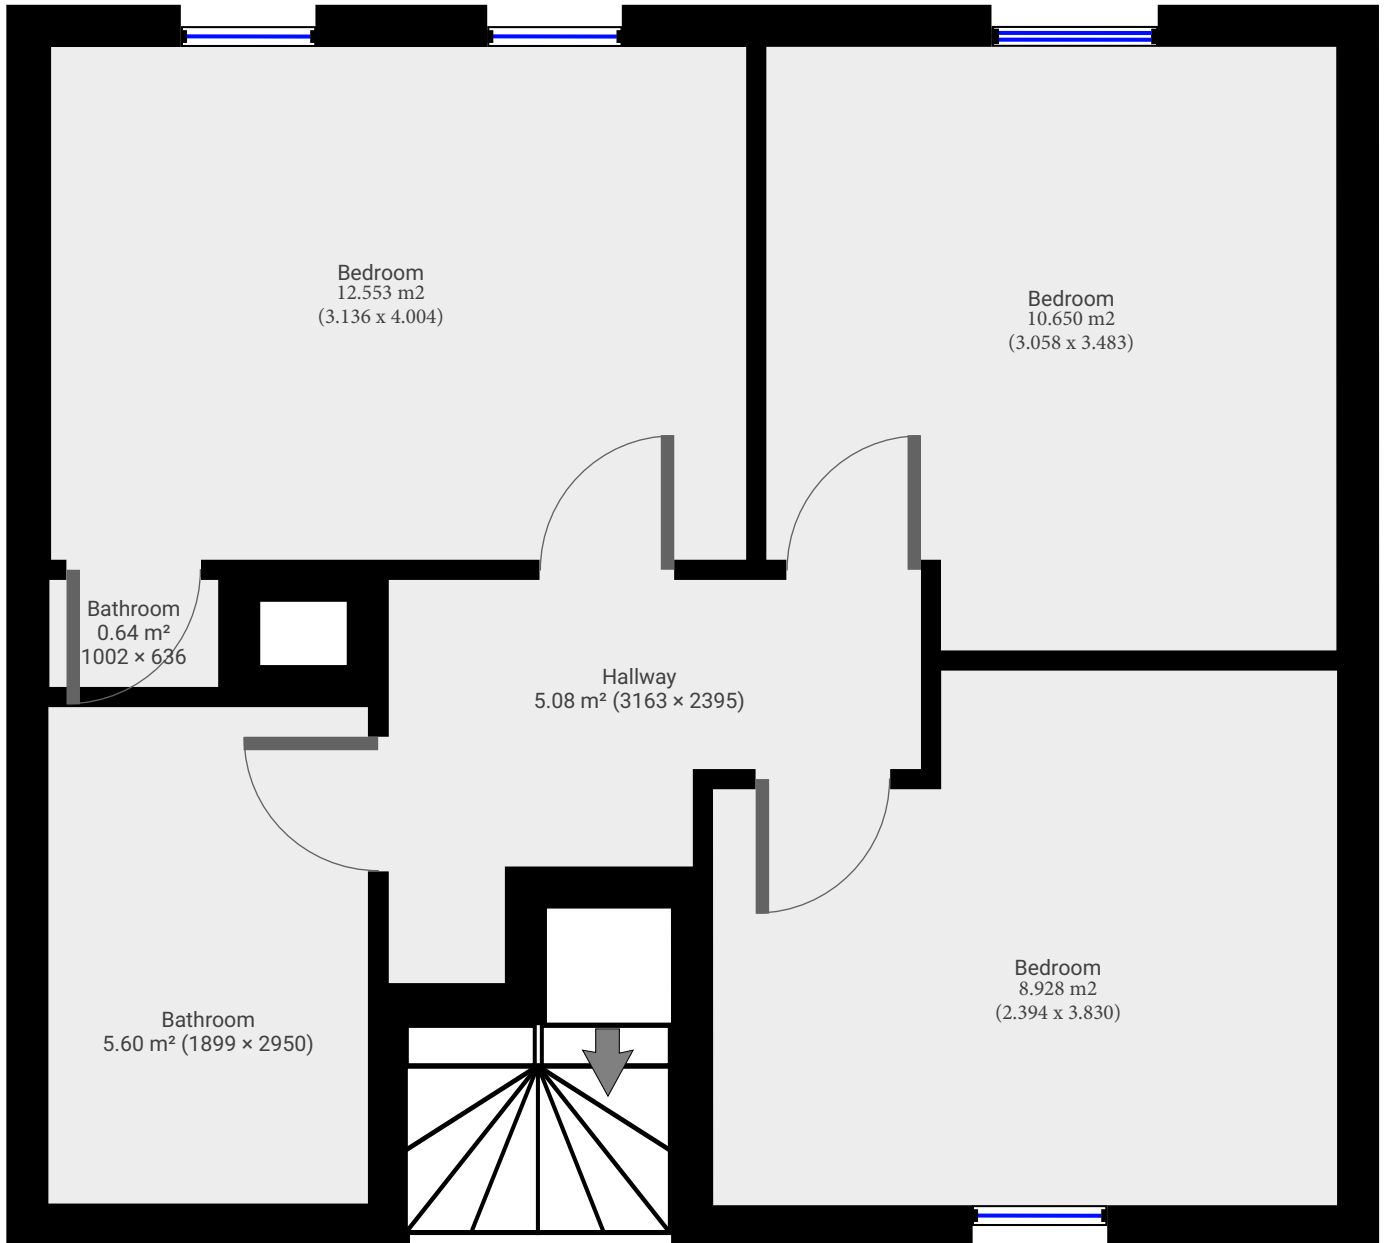 Bedroom
12.553 m2
(3.136 x 4.004)
Bedroom
10.650 m2
(3.058 x 3.483)
Bathroom
0.64 m²
1002 × 636
Hallway
5.08 m² (3163 × 2395)
Bedroom
8.928 m2
(2.394 x 3.830)
Bathroom
5.60 m² (1899 × 2950)